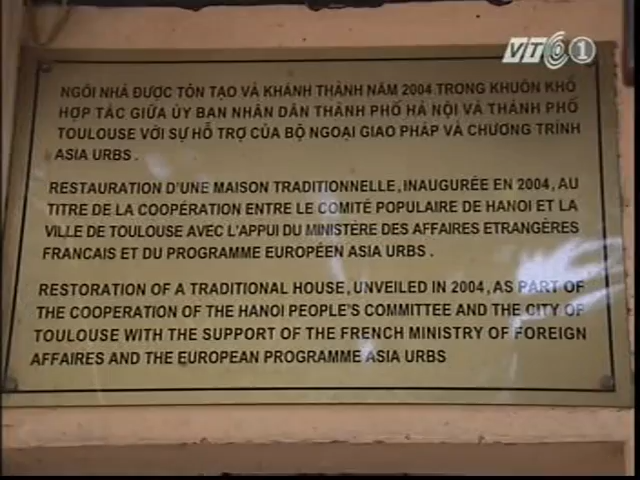 VTC 1
NGÔI NHÀ ĐƯỢC TÔN TẠO VÀ KHÁNH THÀNH NĂM 2004 TRONG KHUÔN KHỔ
HỢP TÁC GIỮA ỦY BAN NHÂN DÂN THÀNH PHỐ HÀ NỘI VÀ THÀNH PHỐ
TOULOUSE VỚI SỰ HỖ TRỢ CỦA BỘ NGOẠI GIAO PHÁP VÀ CHƯƠNG TRÌNH
ASIA URBS.
RESTAURATION D'UNE MAISON TRADITIONNELLE, INAUGURÉE EN 2004, AU
TITRE DE LA COOPÉRATION ENTRE LE COMITÉ POPULAIRE DE HANOI ET LA
VILLE DE TOULOUSE AVEC L'APPUI DU MINISTÈRE DES AFFAIRES ETRANGÈRES
FRANCAIS ET DU PROGRAMME EUROPÉEN ASIA URBS.
RESTORATION OF A TRADITIONAL HOUSE, UNVEILED IN 2004, AS PART OF
THE COOPERATION OF THE HANOI PEOPLE'S COMMITTEE AND THE CITY OF
TOULOUSE WITH THE SUPPORT OF THE FRENCH MINISTRY OF FOREIGN
AFFAIRES AND THE EUROPEAN PROGRAMME ASIA URBS